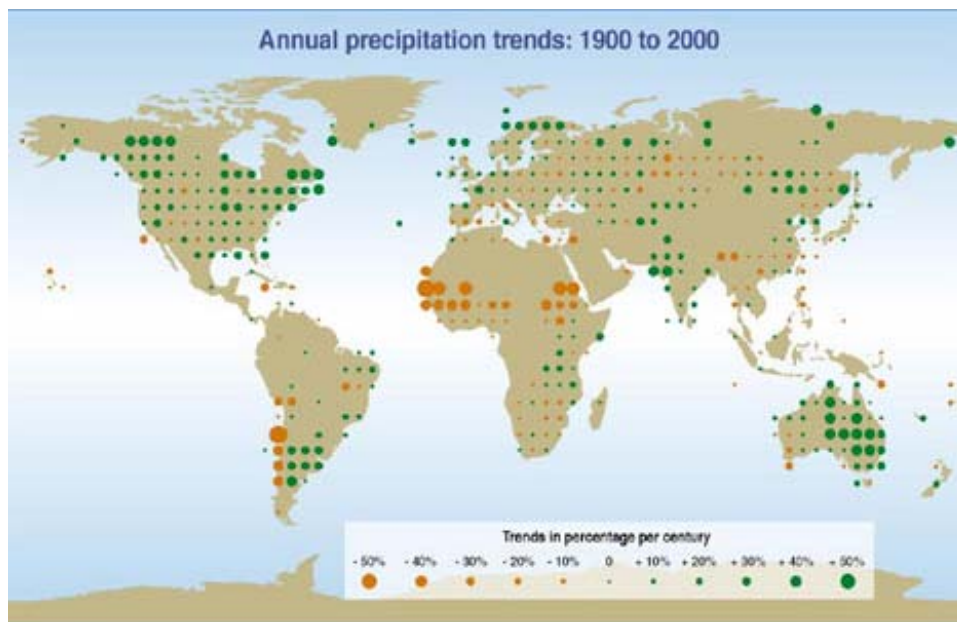 Annual precipitation trends: 1900 to 2000
Trends in percentage per century
- 50% - 40% - 30% - 20% - 10% 0 + 10% + 20% + 30% + 40% + 50%